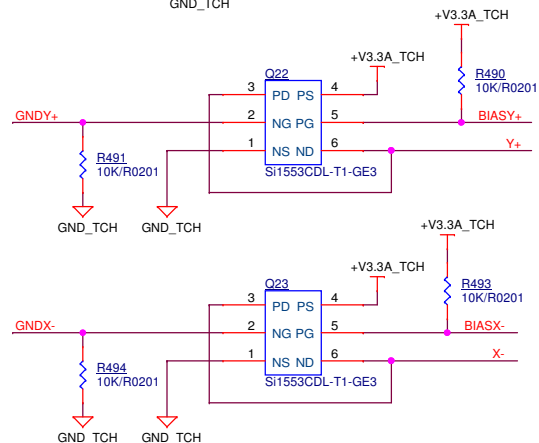 GND_TCH
+V3.3A_TCH
+V3.3A_TCH
Q22
R490
10K/R0201
3 PD PS 4
GNDY+ 2 NG PG 5 BIASY+
1 NS ND 6 Y+
R491
10K/R0201
Si1553CDL-T1-GE3
GND_TCH GND_TCH
+V3.3A_TCH
+V3.3A_TCH
Q23
R493
10K/R0201
3 PD PS 4
GNDX- 2 NG PG 5 BIASX-
1 NS ND 6 X-
R494
10K/R0201
Si1553CDL-T1-GE3
GND_TCH GND_TCH